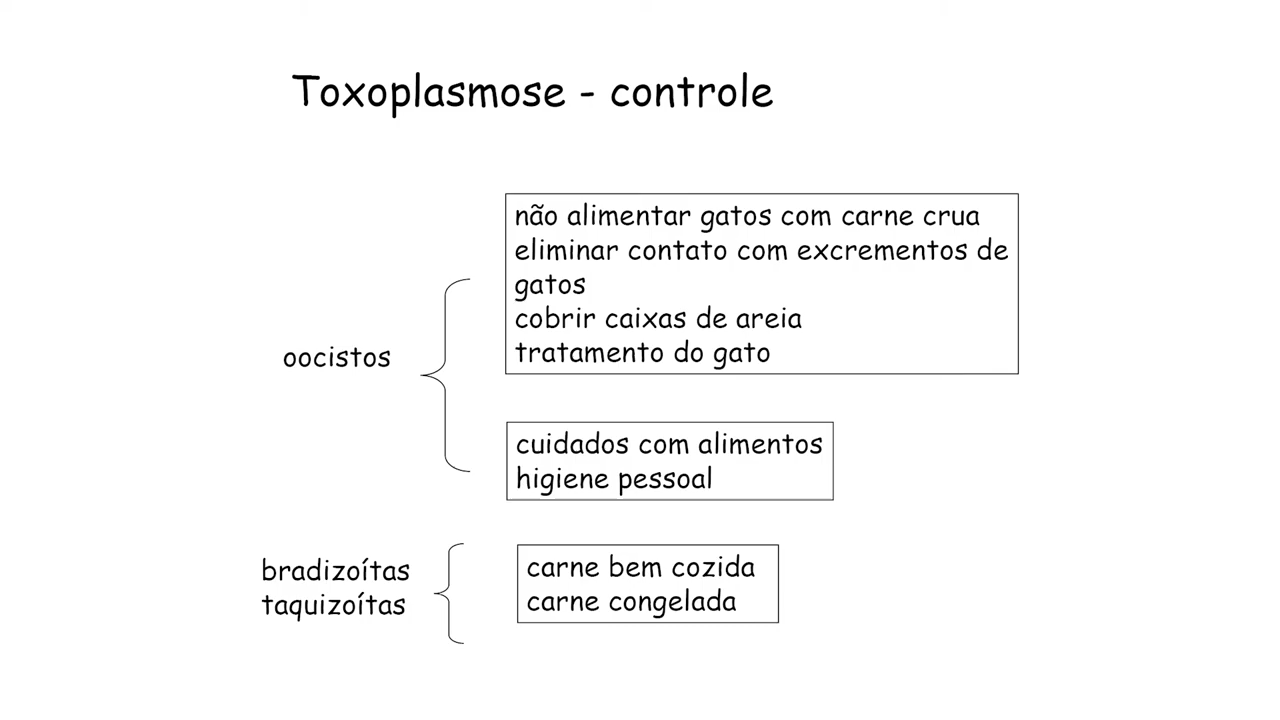 Toxoplasmose - controle
não alimentar gatos com carne crua
eliminar contato com excrementos de
gatos
cobrir caixas de areia
tratamento do gato
oocistos
cuidados com alimentos
higiene pessoal
bradizoítas
taquizoítas
carne bem cozida
carne congelada